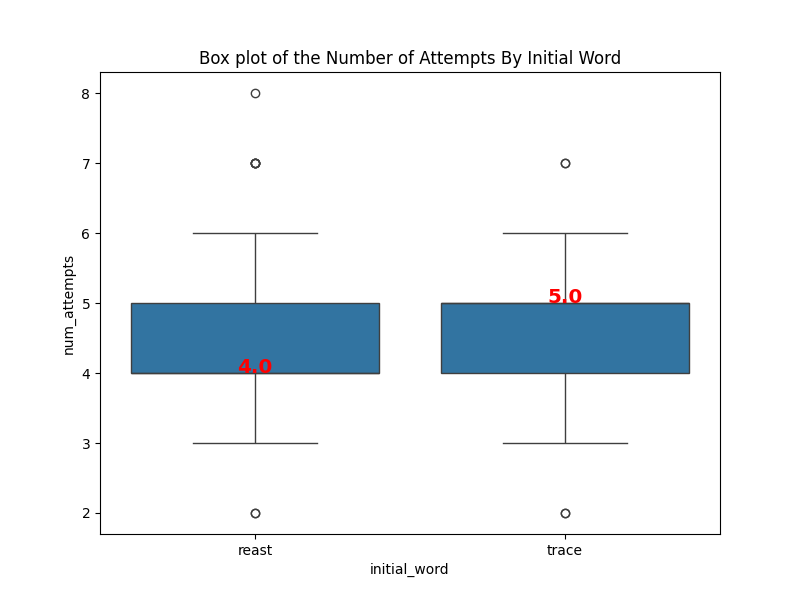 Box plot of the Number of Attempts By Initial Word
8
7
6
5
4
3
2
num_attempts
4.0
5.0
reast
trace
initial_word